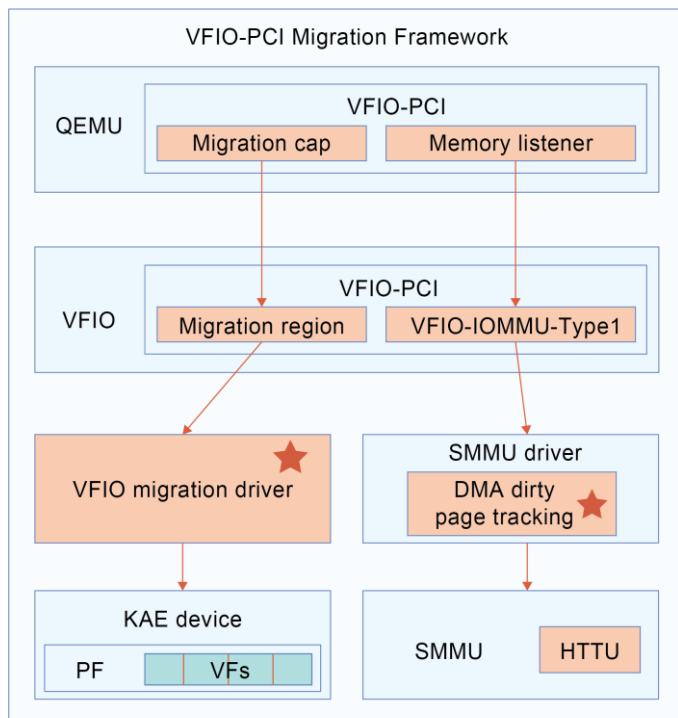 VFIO-PCI Migration Framework
QEMU
VFIO-PCI
Migration cap
Memory listener
VFIO
VFIO-PCI
Migration region
VFIO-IOMMU-Type1
VFIO migration driver
SMMU driver
DMA dirty
page tracking
KAE device
PF
VFs
SMMU
HTTU